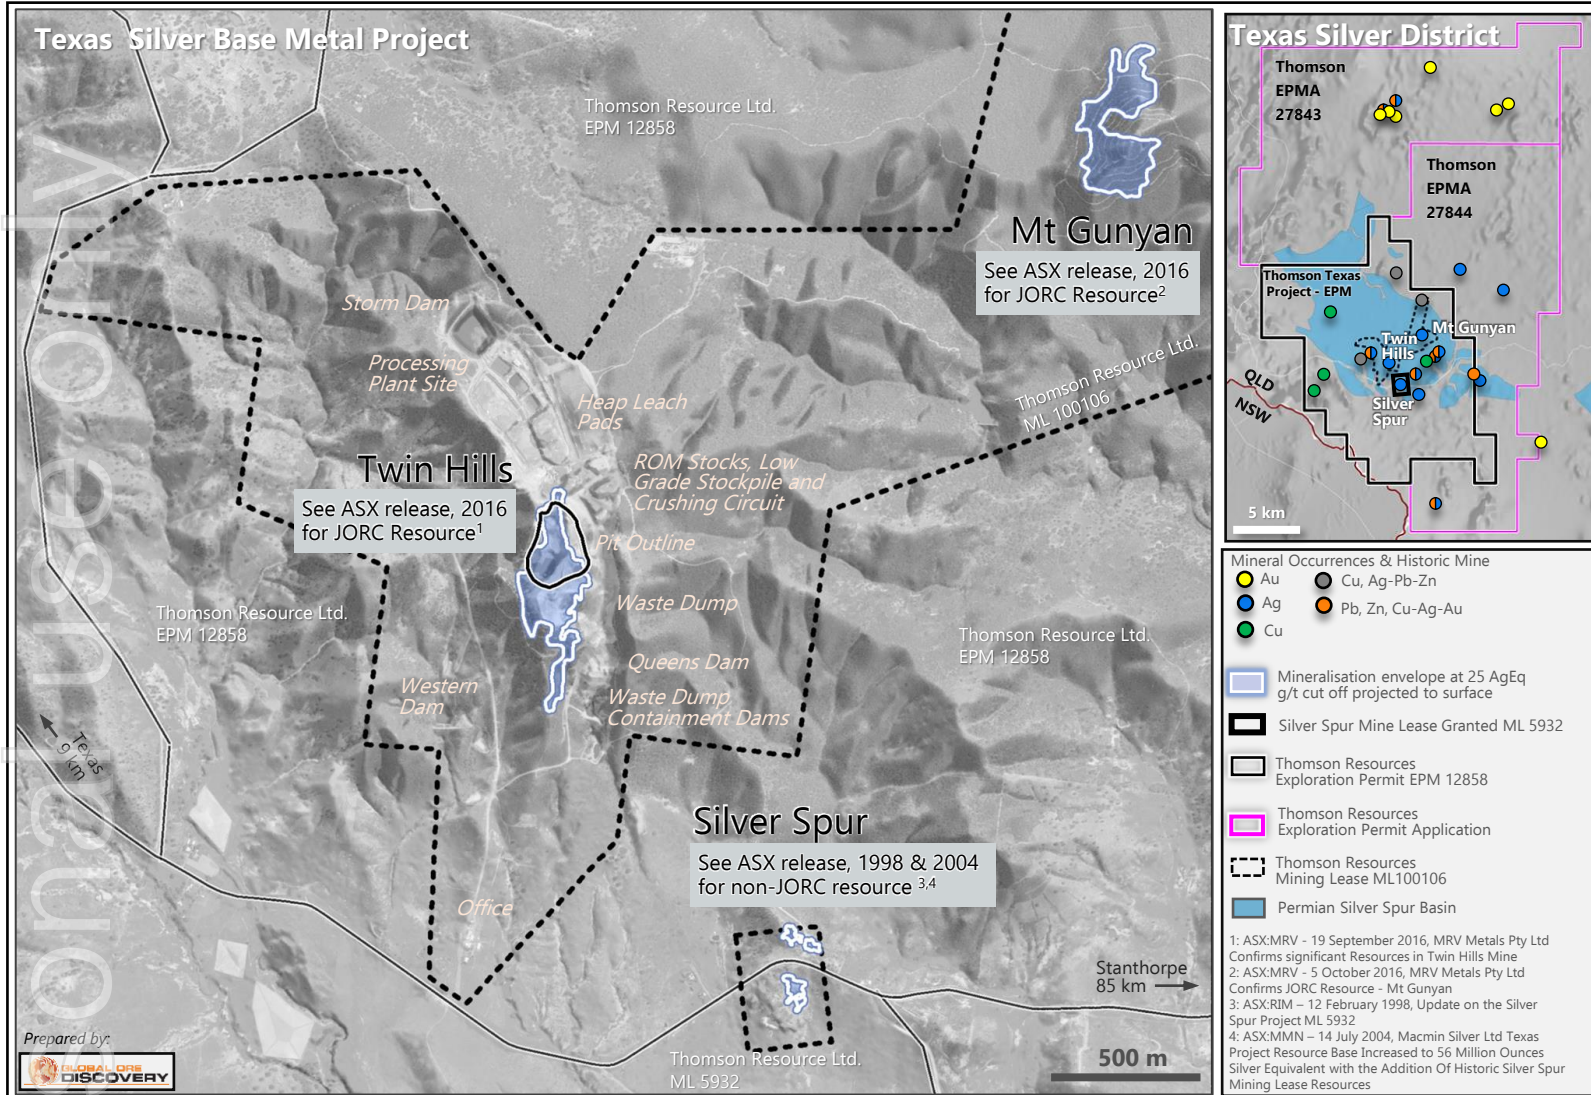 Texas Silver Base Metal Project
Thomson Resource Ltd.
EPM 12858
Mt Gunyan
See ASX release, 2016
for JORC Resource2
Storm Dam
Processing
Plant Site
Heap Leach
Pads
Thomson Resource Ltd.
ML 100106
Twin Hills
See ASX release, 2016
for JORC Resource1
ROM Stocks, Low
Grade Stockpile and
Crushing Circuit
Pit Outline
Waste Dump
Thomson Resource Ltd.
EPM 12858
Thomson Resource Ltd.
EPM 12858
Queens Dam
Western
Dam
Waste Dump
Containment Dams
Texas
9 km
Silver Spur
See ASX release, 1998 & 2004
for non-JORC resource 3,4
Office
Stanthorpe
85 km
Thomson Resource Ltd.
ML 5932
500 m
Prepared by:
GLOBAL ORE
DISCOVERY
onal use only
Texas Silver District
Thomson
EPMA
27843
Thomson
EPMA
27844
Thomson Texas
Project - EPM
Mt Gunyan
Twin
Hills
Silver
Spur
QLD
NSW
5 km
Mineral Occurrences & Historic Mine
Au
Cu, Ag-Pb-Zn
Ag
Pb, Zn, Cu-Ag-Au
Cu
Mineralisation envelope at 25 AgEq
g/t cut off projected to surface
Silver Spur Mine Lease Granted ML 5932
Thomson Resources
Exploration Permit EPM 12858
Thomson Resources
Exploration Permit Application
Thomson Resources
Mining Lease ML100106
Permian Silver Spur Basin
1: ASX:MRV - 19 September 2016, MRV Metals Pty Ltd
Confirms significant Resources in Twin Hills Mine
2: ASX:MRV - 5 October 2016, MRV Metals Pty Ltd
Confirms JORC Resource - Mt Gunyan
3: ASX:RIM – 12 February 1998, Update on the Silver
Spur Project ML 5932
4: ASX:MMN – 14 July 2004, Macmin Silver Ltd Texas
Project Resource Base Increased to 56 Million Ounces
Silver Equivalent with the Addition Of Historic Silver Spur
Mining Lease Resources